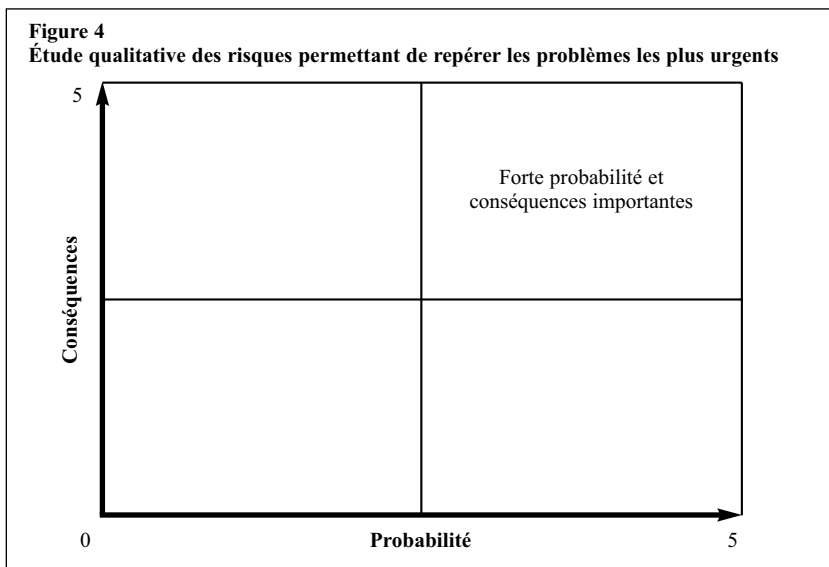 Figure 4
Étude qualitative des risques permettant de repérer les problèmes les plus urgents
5
Forte probabilité et
conséquences importantes
Conséquences
0
Probabilité
5